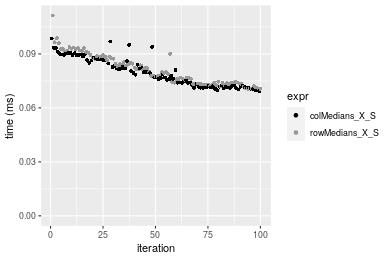 time (ms)
0.09
0.06
0.03
0.00
0
25
50
75
100
iteration
expr
colMedians_X_S
rowMedians_X_S